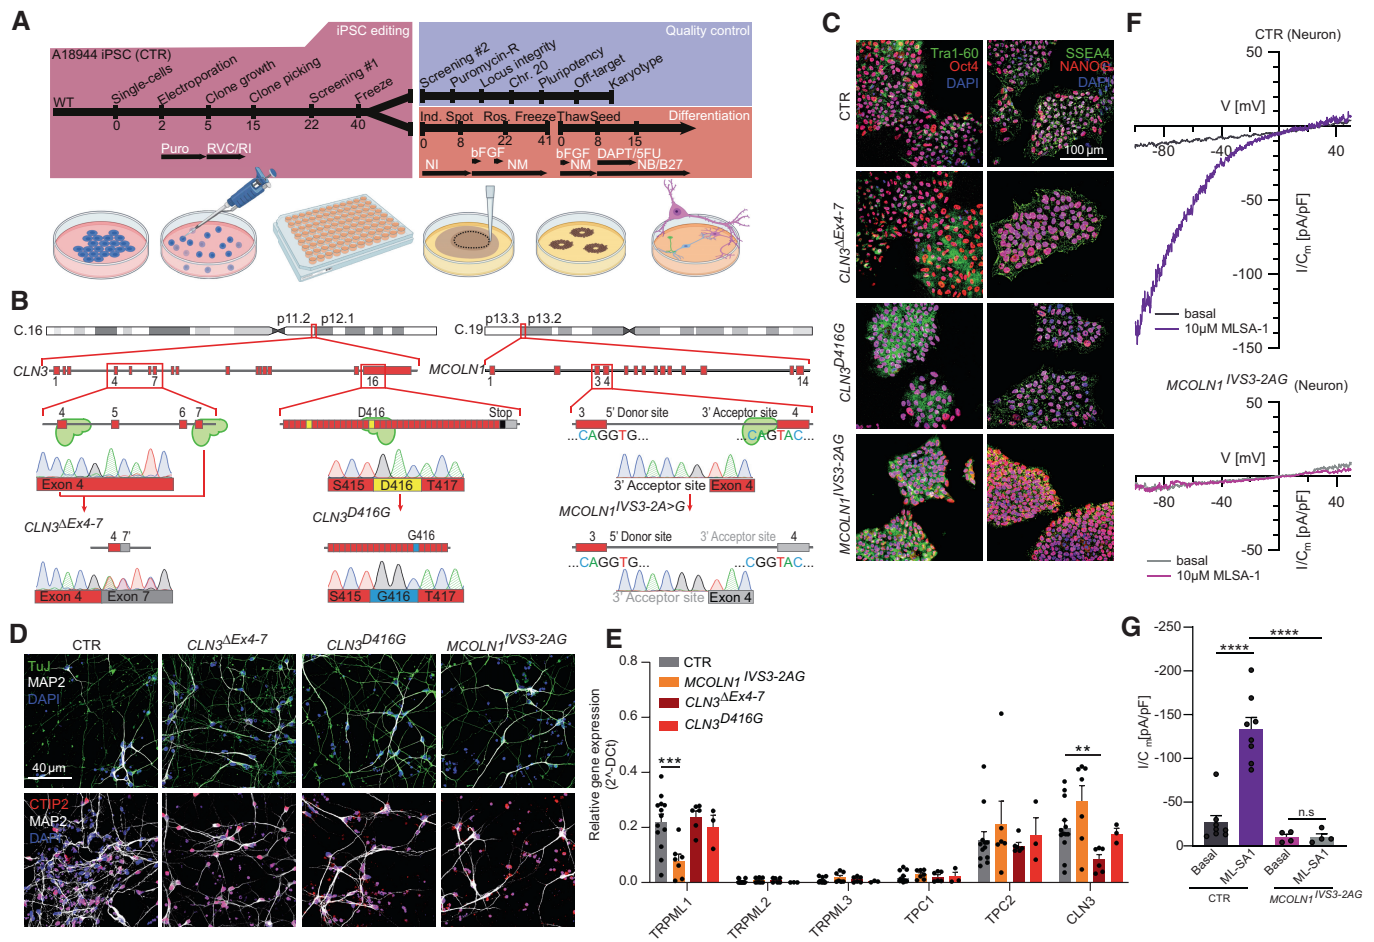 A
iPSC editing
A18944 iPSC (CTR)
WT
Single-cells
Electroporation
Clone growth
Clone picking
Screening #1
Freeze
0 2 5 15 22 40
Puro
RVC/RI
Quality control
Screening #2
Puromycin-R
Locus integrity
Chr. 20
Pluripotency
Off-target
Karyotype
Differentiation
Ind. Spot Ros. Freeze Thaw Seed
0 8 22 41 0 8 15
NI
bFGF
NM
bFGF
NM
DAPT/5FU
NB/B27
B
C.16
p11.2 p12.1
CLN3
1 4 7 16
4 5 6 7
Exon 4
CLN3ΔEx4-7
4 7'
Exon 4 Exon 7
D416 Stop
S415 D416 T417
CLN3D416G
G416
S415 G416 T417
C.19
p13.3 p13.2
MCOLN1
1 3 4 14
3 5' Donor site 3' Acceptor site 4
...CAGGTG... ...CAGTAC...
3' Acceptor site Exon 4
MCOLN1IVS3-2A>G
3 5' Donor site 3' Acceptor site 4
...CAGGTG... ...CGGTAC...
3' Acceptor site Exon 4
C
CTR
Tra1-60
Oct4
DAPI
SSEA4
NANOG
DAPI
100 µm
CLN3ΔEx4-7
CLN3D416G
MCOLN1IVS3-2AG
D
CTR
CLN3ΔEx4-7
CLN3D416G
MCOLN1IVS3-2AG
TuJ
MAP2
DAPI
40 µm
CTIP2
MAP2
DAPI
E
Relative gene expression
(2^-DCt)
0.8
0.6
0.4
0.2
0.0
CTR
MCOLN1 IVS3-2AG
CLN3ΔEx4-7
CLN3D416G
***
**
TRPML1
TRPML2
TRPML3
TPC1
TPC2
CLN3
F
CTR (Neuron)
50
V [mV]
-80 -40 40
-50
-100
-150
I/Cm [pA/pF]
basal
10µM MLSA-1
MCOLN1IVS3-2AG (Neuron)
50
V [mV]
-80 -40 40
-50
I/Cm [pA/pF]
basal
10µM MLSA-1
G
I/Cm[pA/pF]
-250
-200
-150
-100
-50
0
****
****
n.s
Basal
ML-SA1
Basal
ML-SA1
CTR
MCOLN1IVS3-2AG